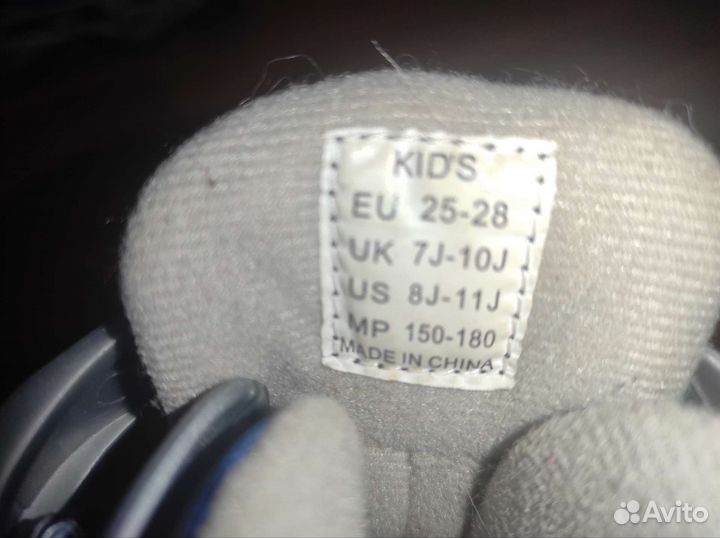 KID'S
EU 25-28
UK 7J-10J
US 8J-11J
MP 150-180
MADE IN CHINA
Avito